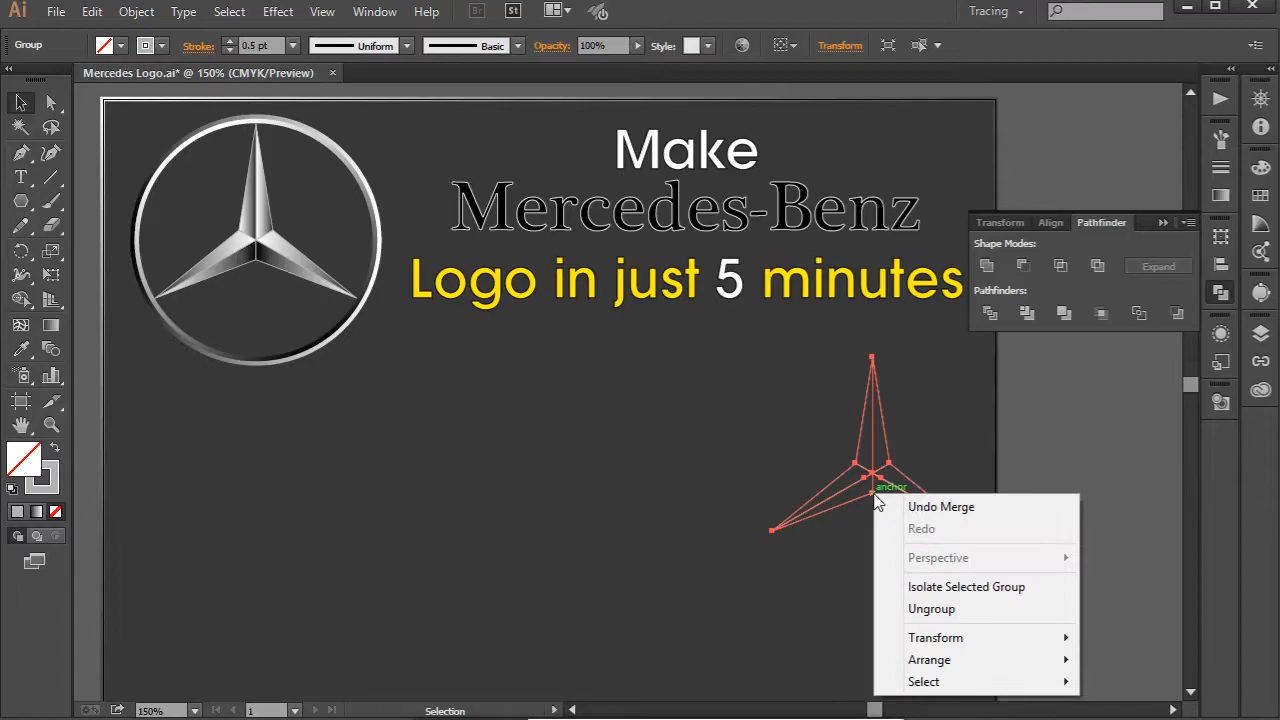 Ai File Edit Object Type Select Effect View Window Help Br St Tracing
Group Stroke: 0.5 pt Uniform Basic Opacity: 100% Style: Transform
Mercedes Logo.ai* @ 150% (CMYK/Preview)
Make
Mercedes-Benz
Logo in just 5 minutes
Transform Align Pathfinder
Shape Modes:
Expand
Pathfinders:
anchor
Undo Merge
Redo
Perspective
Isolate Selected Group
Ungroup
Transform
Arrange
Select
150% 1 Selection